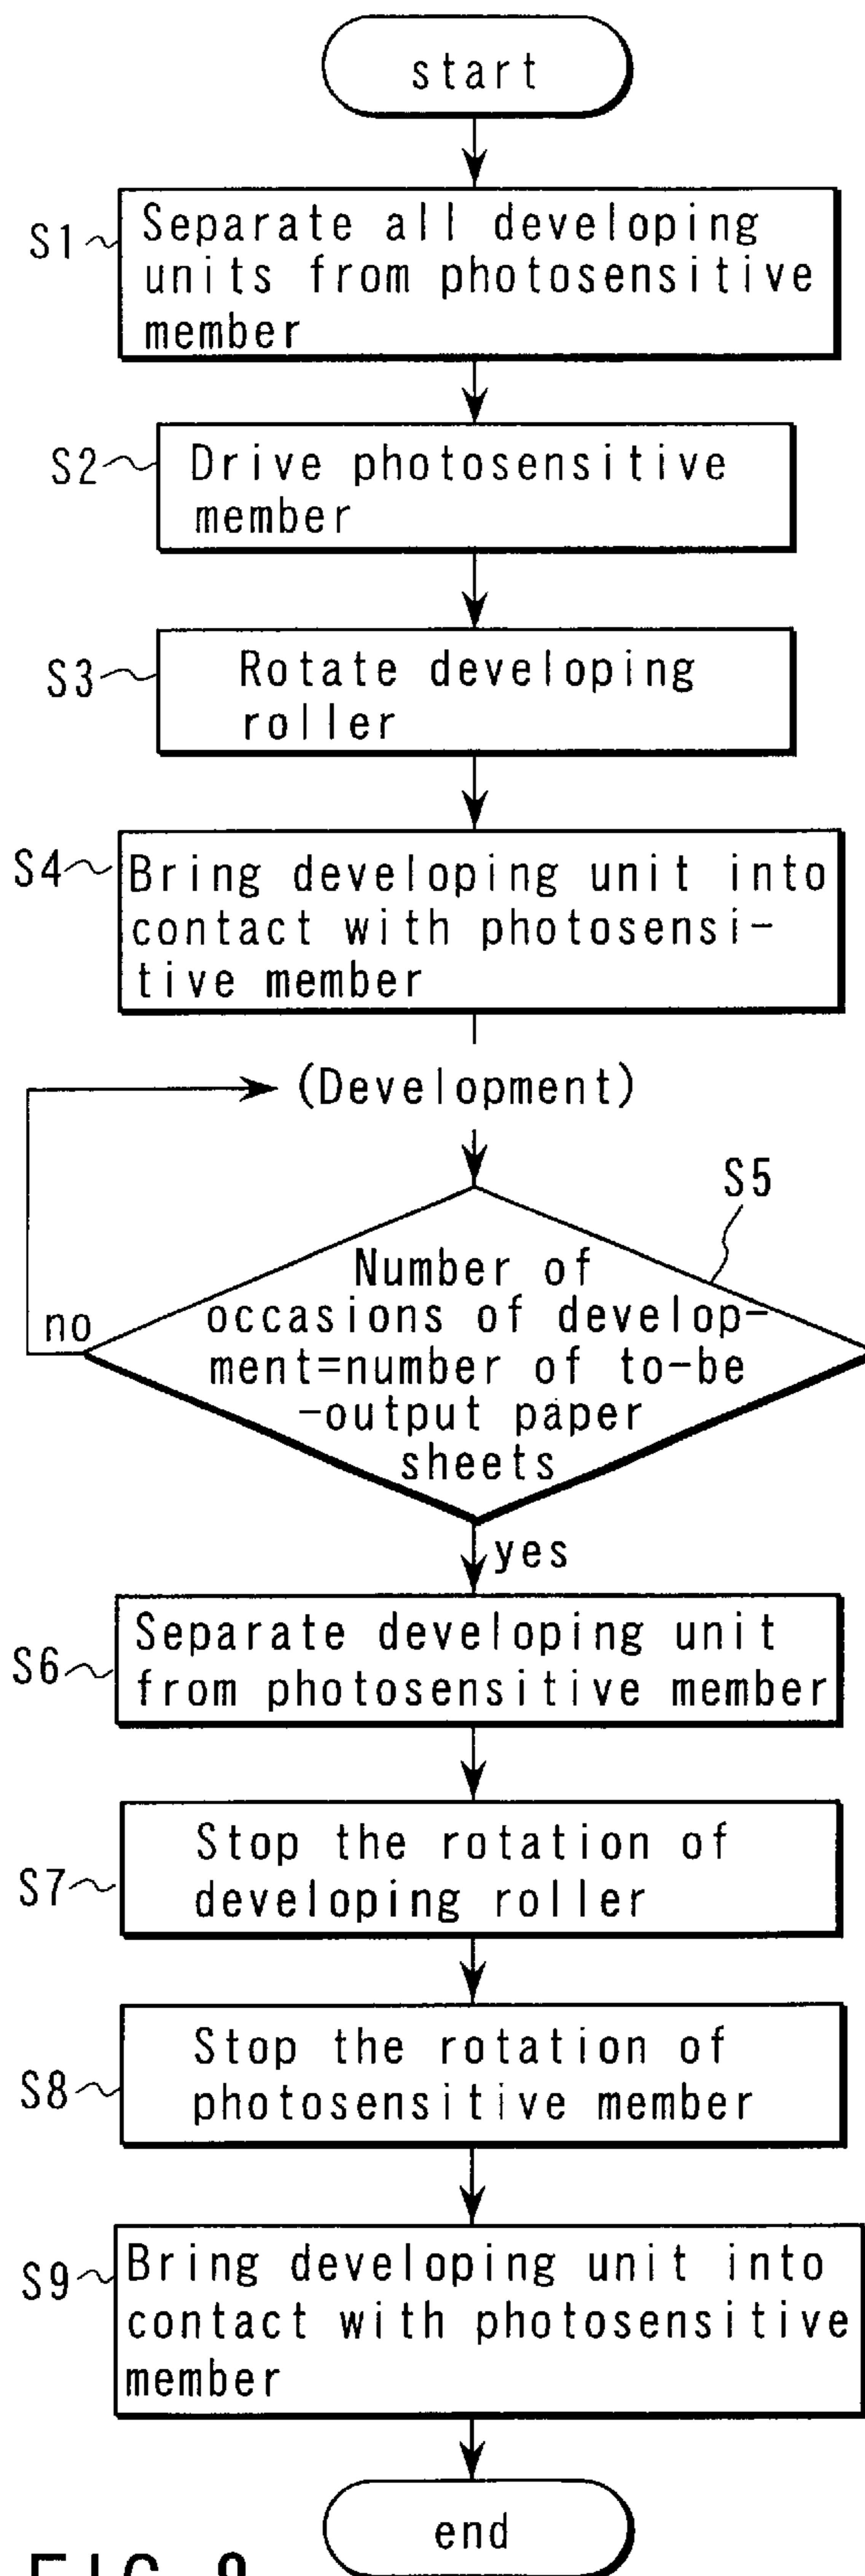 start
S1
Separate all developing
units from photosensitive
member
S2
Drive photosensitive
member
S3
Rotate developing
roller
S4
Bring developing unit into
contact with photosensi-
tive member
(Development)
S5
Number of
occasions of develop-
ment=number of to-be
-output paper
sheets
no
yes
S6
Separate developing unit
from photosensitive member
S7
Stop the rotation of
developing roller
S8
Stop the rotation of
photosensitive member
S9
Bring developing unit into
contact with photosensitive
member
end